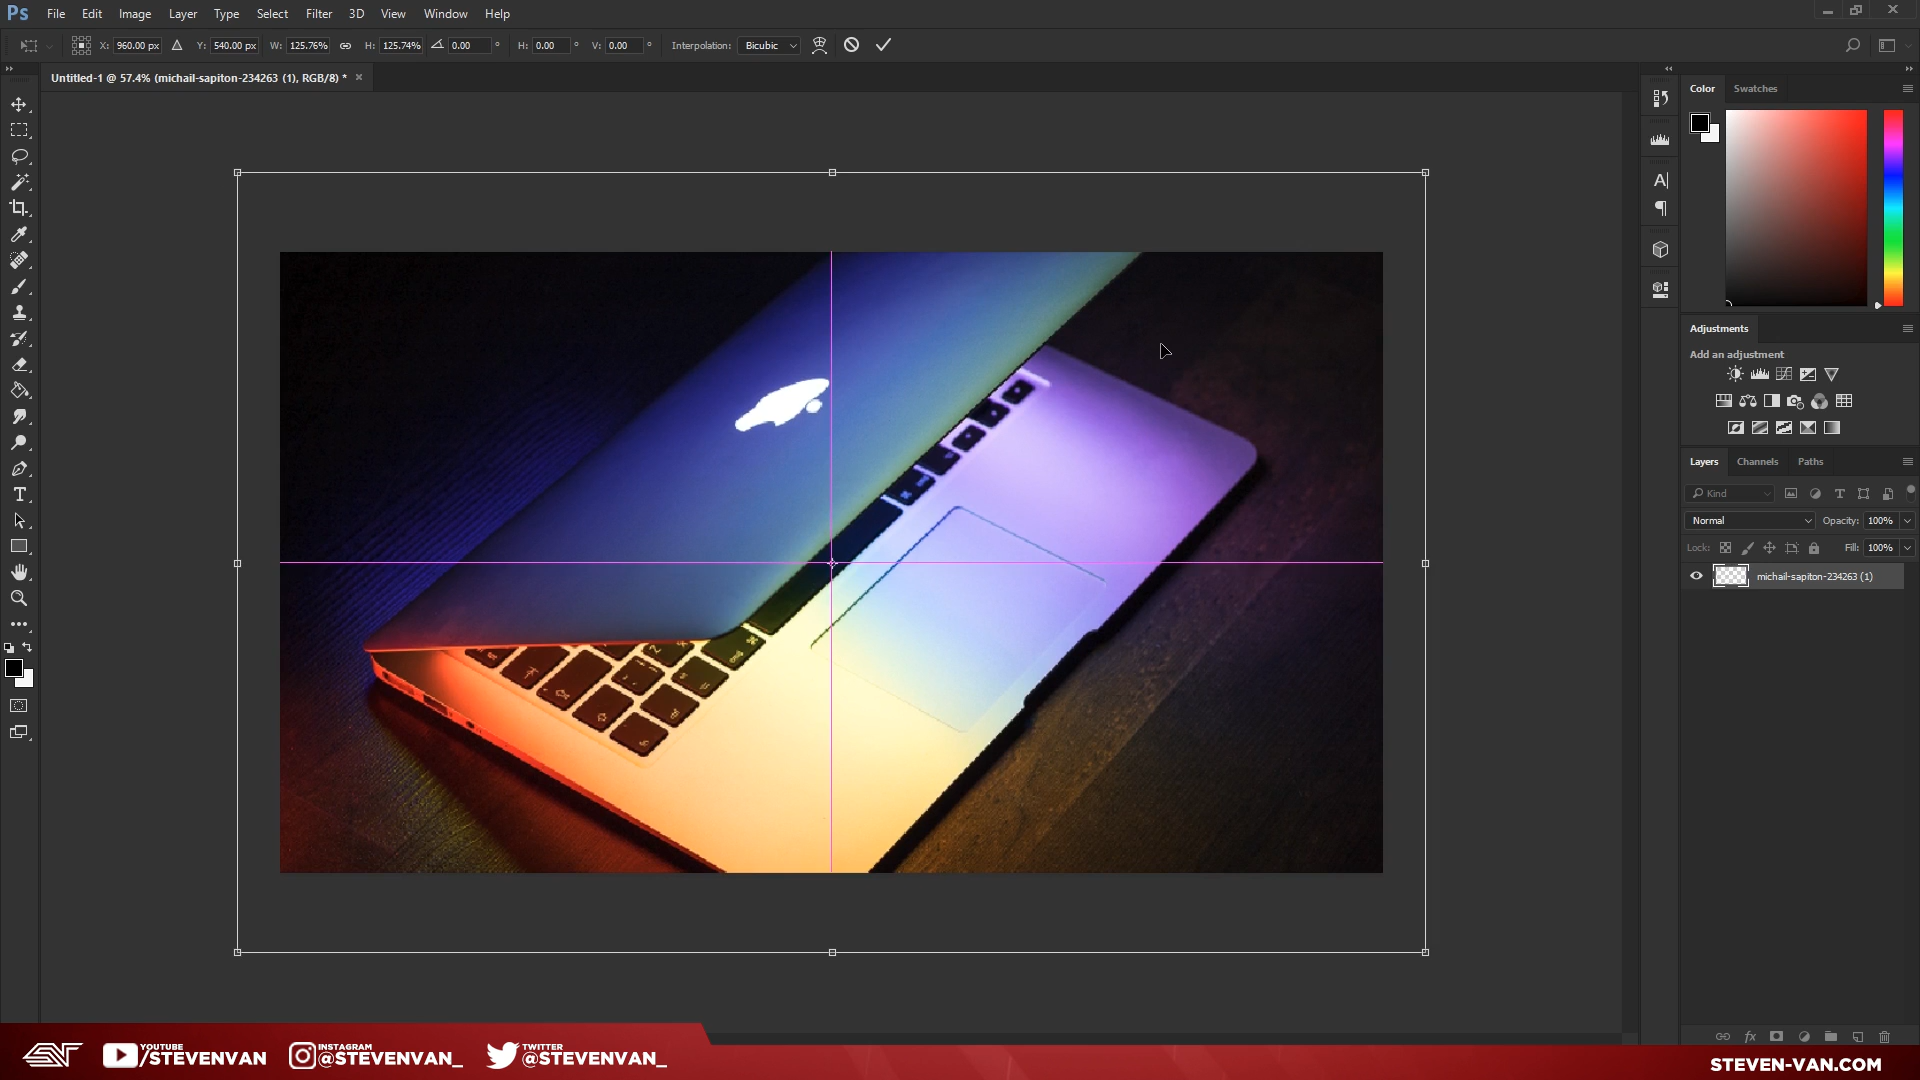 Ps File Edit Image Layer Type Select Filter 3D View Window Help
X: 960.00 px Y: 540.00 px W: 125.76% H: 125.74% 0.00 ° H: 0.00 ° V: 0.00 ° Interpolation: Bicubic
Untitled-1 @ 57.4% (michail-sapiton-234263 (1), RGB/8) * ×
Color Swatches
Adjustments
Add an adjustment
Layers Channels Paths
Kind
Normal Opacity: 100%
Lock: Fill: 100%
michail-sapiton-234263 (1)
YOUTUBE
/STEVENVAN
INSTAGRAM
@STEVENVAN_
TWITTER
@STEVENVAN_
STEVEN-VAN.COM